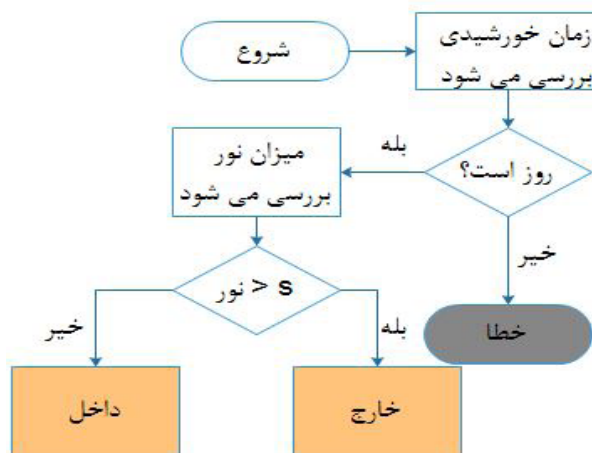 شروع
زمان خورشیدی
بررسی می شود
روز است؟
بله
خیر
میزان نور
بررسی می شود
خطا
نور > s
خیر
بله
داخل
خارج